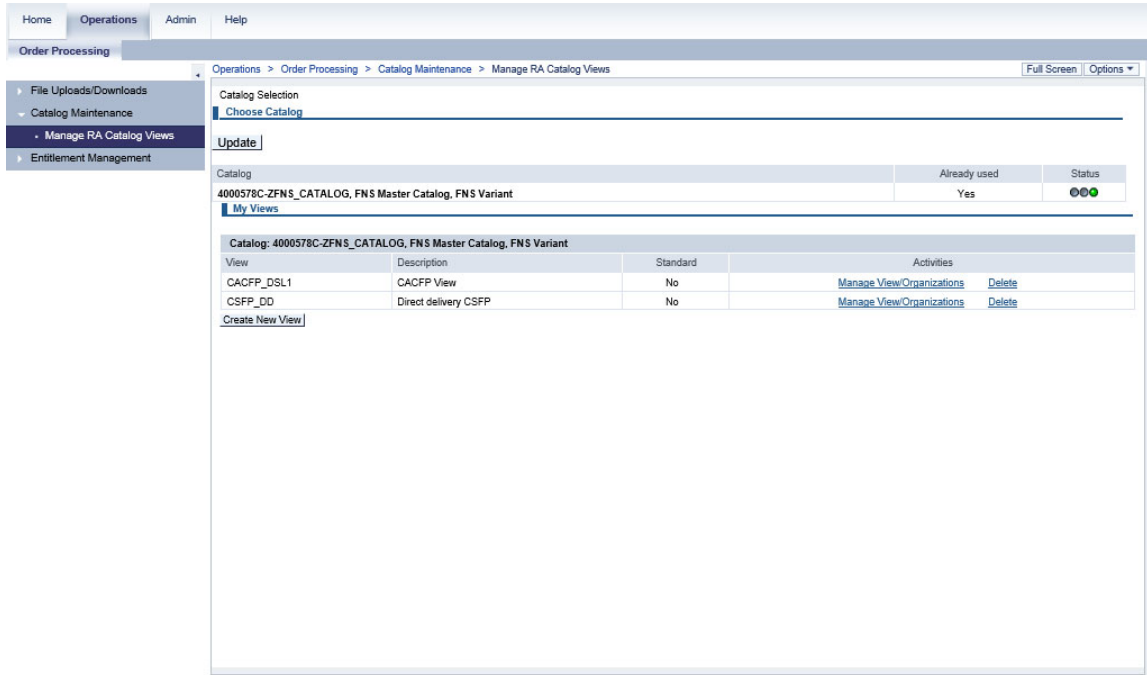 Home Operations Admin Help
Order Processing
Operations > Order Processing > Catalog Maintenance > Manage RA Catalog Views Full Screen Options
File Uploads/Downloads
Catalog Maintenance
Manage RA Catalog Views
Entitlement Management
Catalog Selection
Choose Catalog
Update
Catalog Already used Status
4000578C-ZFNS_CATALOG, FNS Master Catalog, FNS Variant Yes
My Views
Catalog: 4000578C-ZFNS_CATALOG, FNS Master Catalog, FNS Variant
View Description Standard Activities
CACFP_DSL1 CACFP View No Manage View/Organizations Delete
CSFP_DD Direct delivery CSFP No Manage View/Organizations Delete
Create New View